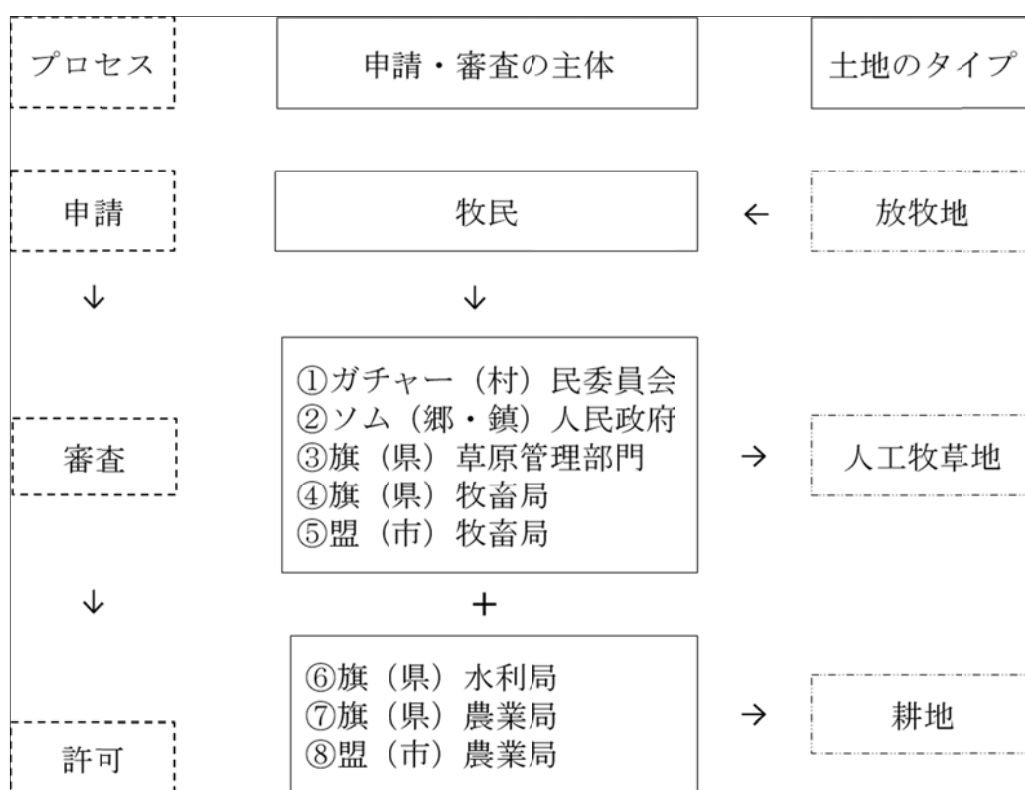 プロセス 申請・審査の主体 土地のタイプ
申請 牧民 ← 放牧地
↓ ↓
①ガチャー（村）民委員会
②ソム（郷・鎮）人民政府
審査 ③旗（県）草原管理部門 → 人工牧草地
④旗（県）牧畜局
⑤盟（市）牧畜局
↓ ＋
⑥旗（県）水利局
⑦旗（県）農業局 → 耕地
許可 ⑧盟（市）農業局